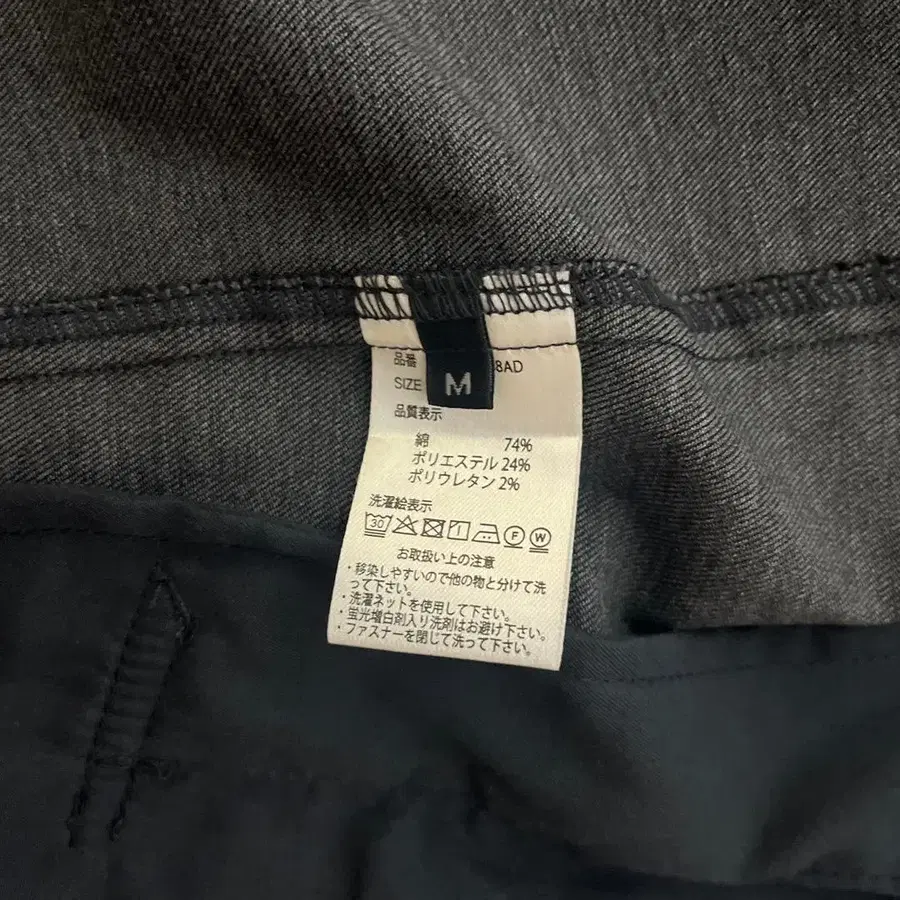 品番 8AD
SIZE M
品質表示
綿 74%
ポリエステル 24%
ポリウレタン 2%
洗濯絵表示
30 F W
お取扱い上の注意
・移染しやすいので他の物と分けて洗
って下さい。
・洗濯ネットを使用して下さい。
・蛍光増白剤入り洗剤はお避け下さい。
・ファスナーを閉じて洗って下さい。